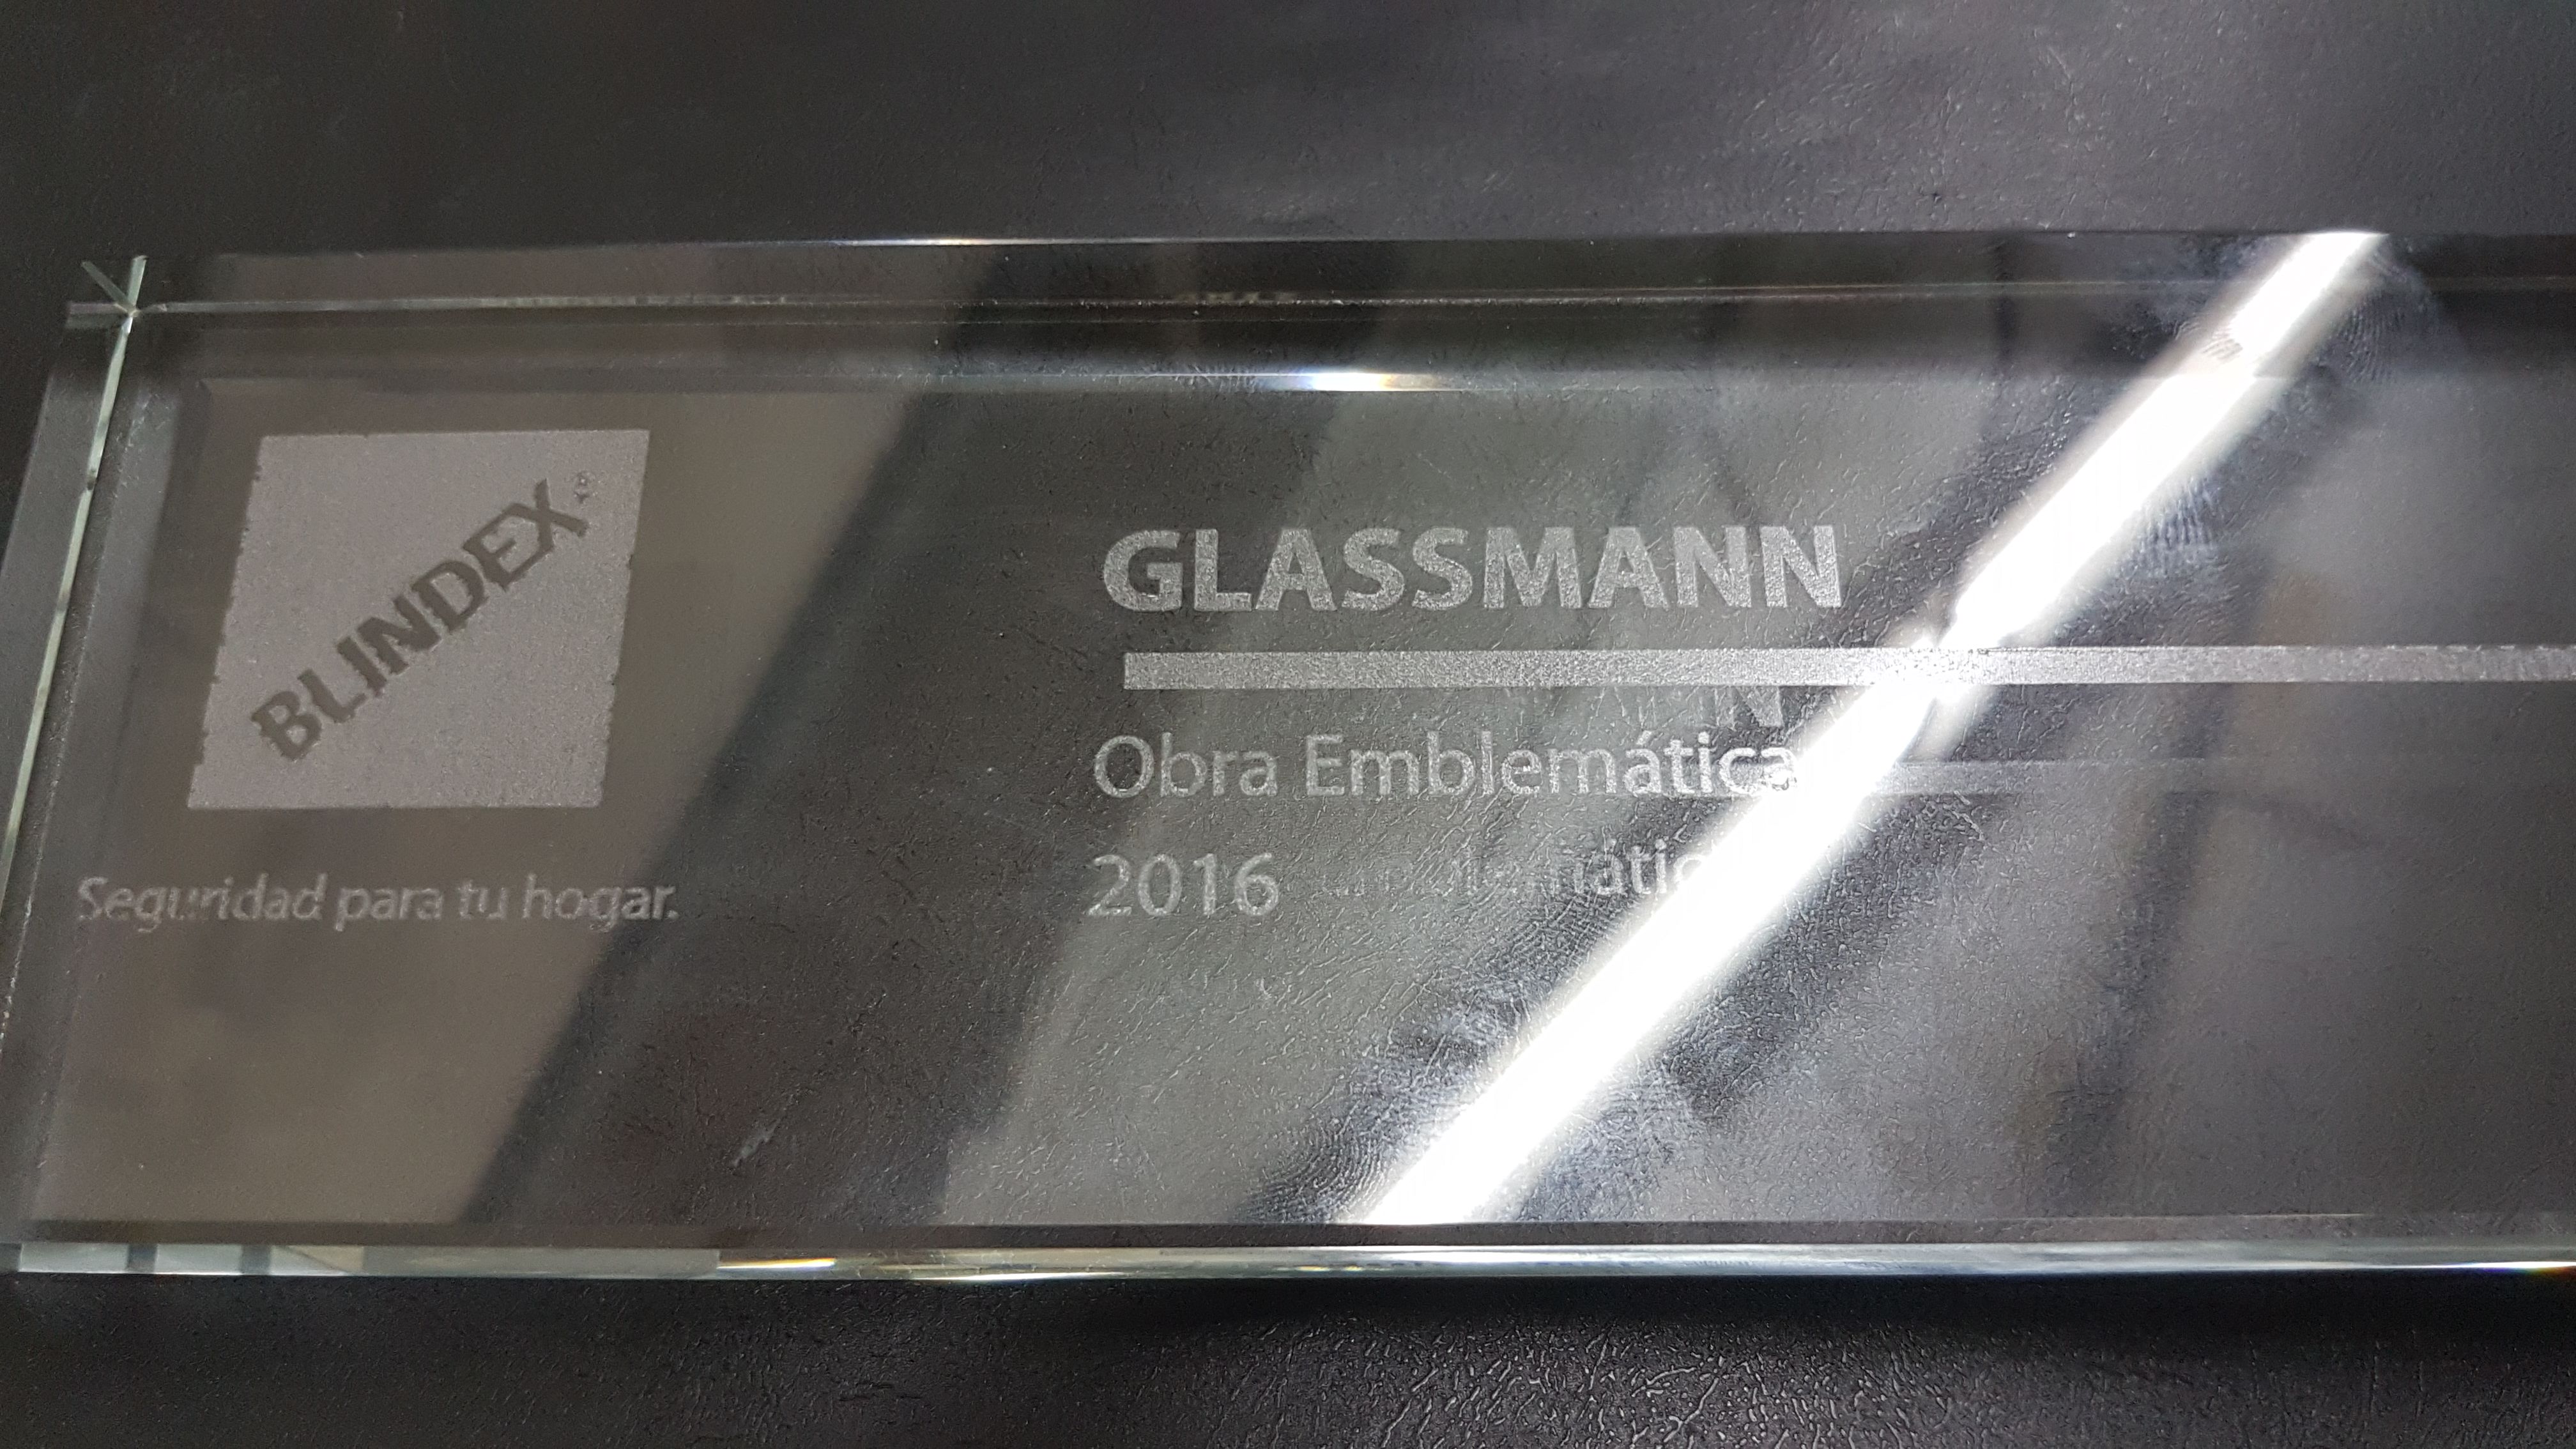 BLINDEX®
Seguridad para tu hogar.
GLASSMANN
Obra Emblemática
2016